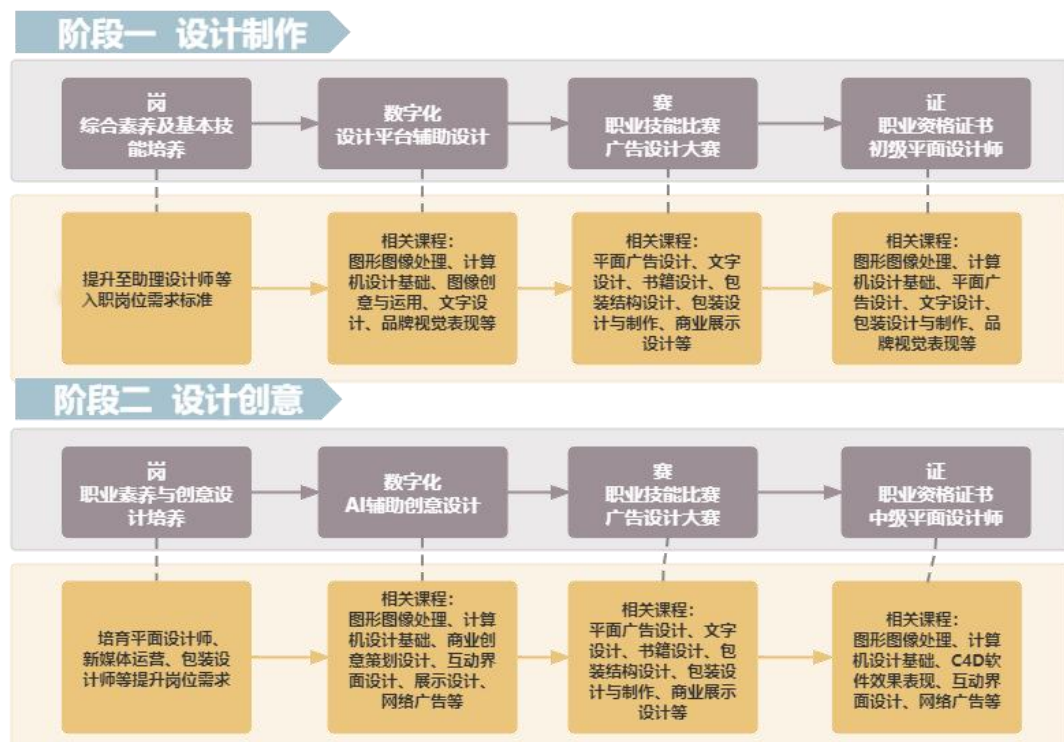 阶段一 设计制作
岗
综合素养及基本技
能培养
数字化
设计平台辅助设计
赛
职业技能比赛
广告设计大赛
证
职业资格证书
初级平面设计师
提升至助理设计师等
入职岗位需求标准
相关课程：
图形图像处理、计算
机设计基础、图像创
意与运用、文字设
计、品牌视觉表现等
相关课程：
平面广告设计、文字
设计、书籍设计、包
装结构设计、包装设
计与制作、商业展示
设计等
相关课程：
图形图像处理、计算
机设计基础、平面广
告设计、文字设计、
包装设计与制作、品
牌视觉表现等
阶段二 设计创意
岗
职业素养与创意设
计培养
数字化
AI辅助创意设计
赛
职业技能比赛
广告设计大赛
证
职业资格证书
中级平面设计师
培育平面设计师、
新媒体运营、包装设
计师等提升岗位需求
相关课程：
图形图像处理、计算
机设计基础、商业创
意策划设计、互动界
面设计、展示设计、
网络广告等
相关课程：
平面广告设计、文字
设计、书籍设计、包
装结构设计、包装设
计与制作、商业展示
设计等
相关课程：
图形图像处理、计算
机设计基础、C4D软
件效果表现、互动界
面设计、网络广告等